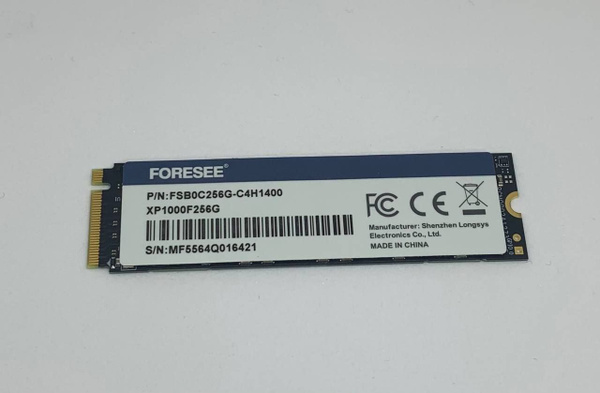 FORESEE®
P/N:FSB0C256G-C4H1400
XP1000F256G
S/N:MF5564Q016421
FC CE
Manufacturer: Shenzhen Longsys
Electronics Co., Ltd.
MADE IN CHINA